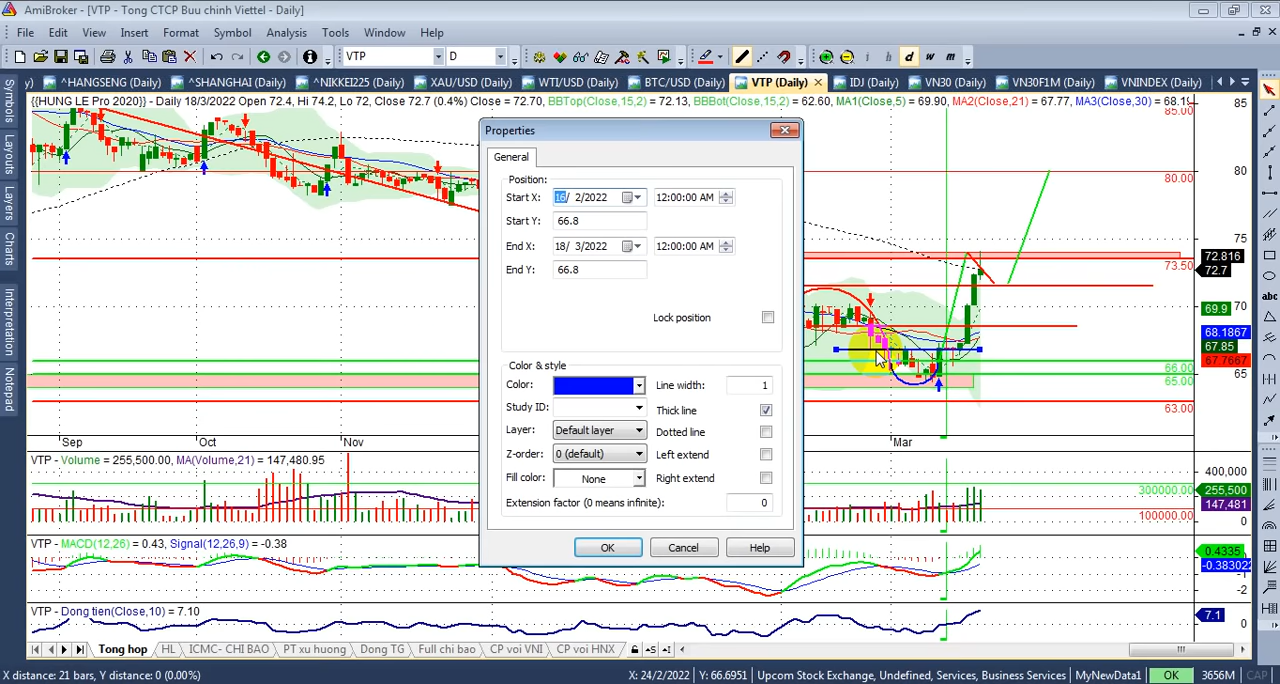 AmiBroker - [VTP - Tong CTCP Buu chinh Viettel - Daily]
File Edit View Insert Format Symbol Analysis Tools Window Help
VTP D i h d w m
^HANGSENG (Daily) ^SHANGHAI (Daily) ^NIKKEI225 (Daily) XAU/USD (Daily) WTI/USD (Daily) BTC/USD (Daily) VTP (Daily) IDJ (Daily) VN30 (Daily) VN30F1M (Daily) VNINDEX (Daily)
{{HUNG LE Pro 2020}} - Daily 18/3/2022 Open 72.4, Hi 74.2, Lo 72, Close 72.7 (0.4%) Close = 72.70, BBTop(Close,15,2) = 72.13, BBBot(Close,15,2) = 62.60, MA1(Close,5) = 69.90, MA2(Close,21) = 67.77, MA3(Close,30) = 68.19
Symbols
Layouts
Layers
Charts
Interpretation
Notepad
Properties
General
Position:
Start X: 16/ 2/2022 12:00:00 AM
Start Y: 66.8
End X: 18/ 3/2022 12:00:00 AM
End Y: 66.8
Lock position
Color & style
Color: Line width: 1
Study ID: Thick line
Layer: Default layer Dotted line
Z-order: 0 (default) Left extend
Fill color: None Right extend
Extension factor (0 means infinite): 0
OK Cancel Help
85
85.00
80
80.00
75
72.816
73.50
72.7
70
69.9
68.1867
67.85
67.7667
66.00
65
65.00
63.00
Sep Oct Nov Mar
VTP - Volume = 255,500.00, MA(Volume,21) = 147,480.95
400,000
300000.00
255,500
147,481
100000.00
0
VTP - MACD(12,26) = 0.43, Signal(12,26,9) = -0.38
0.4335
-0.383022
-2
VTP - Dong tien(Close,10) = 7.10
7.1
0
abc
Tong hop HL ICMC- CHI BAO PT xu huong Dong TG Full chi bao CP voi VNI CP voi HNX
X distance: 21 bars, Y distance: 0 (0.00%) X: 24/2/2022 Y: 66.6951 Upcom Stock Exchange, Undefined, Services, Business Services MyNewData1 OK 3656M CAP